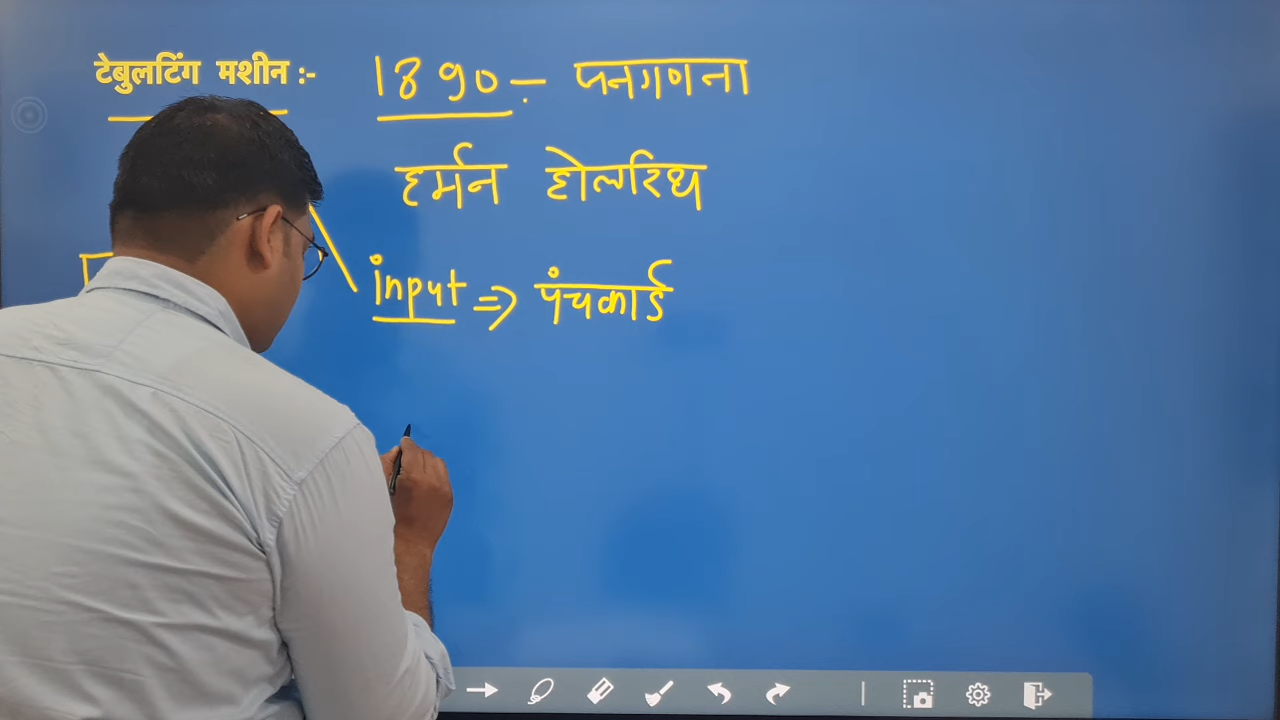 टेबुलटिंग मशीन :- 1890 :- जनगणना
हर्मन होलरिथ
input => पंचकार्ड